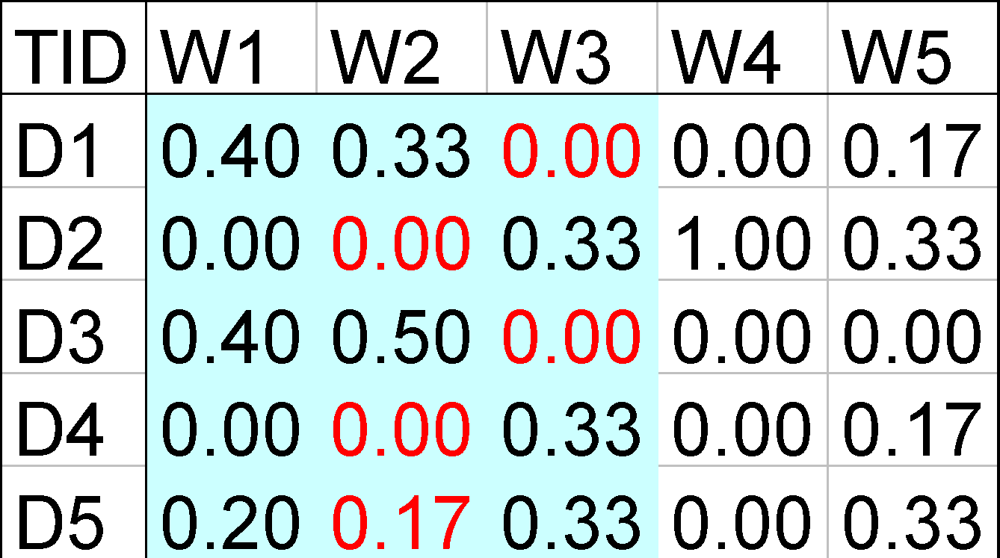 TID W1 W2 W3 W4 W5
D1 0.40 0.33 0.00 0.00 0.17
D2 0.00 0.00 0.33 1.00 0.33
D3 0.40 0.50 0.00 0.00 0.00
D4 0.00 0.00 0.33 0.00 0.17
D5 0.20 0.17 0.33 0.00 0.33